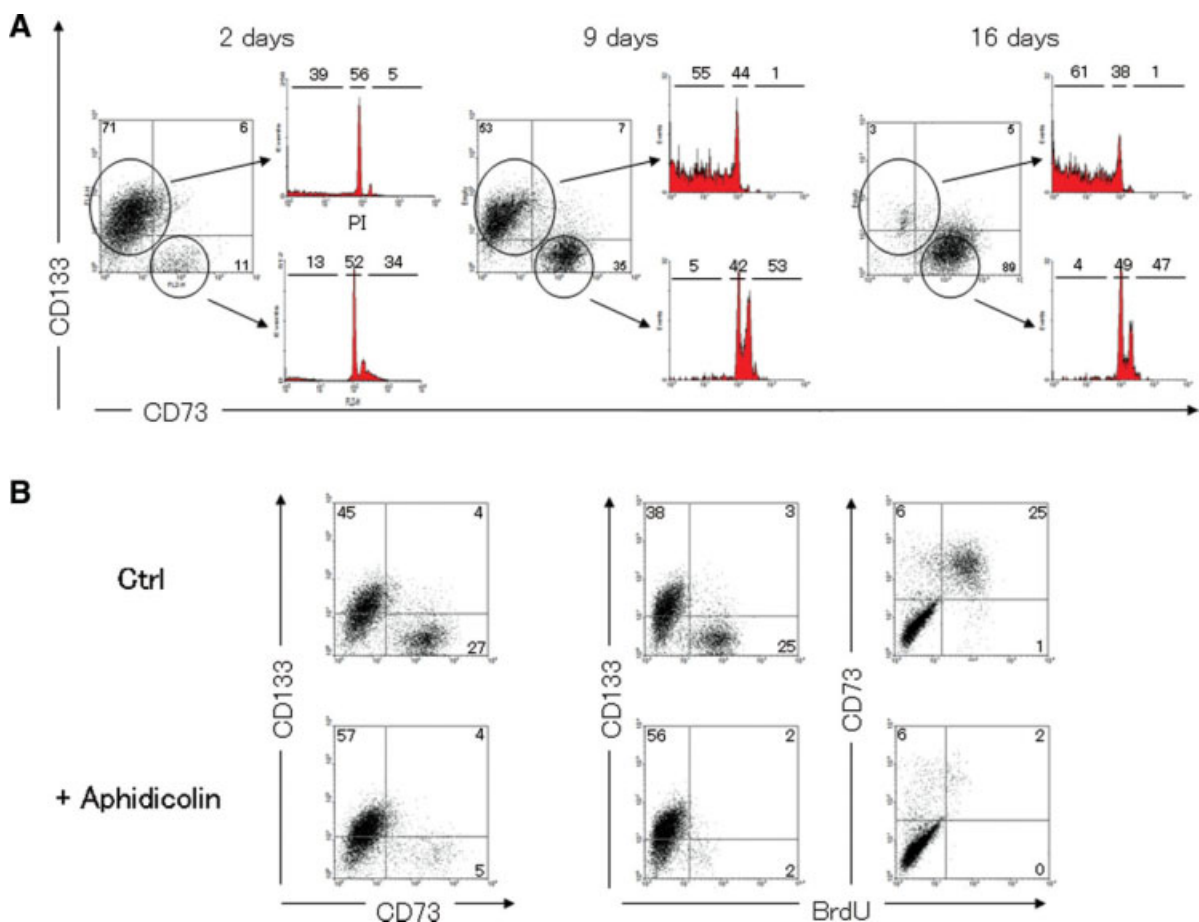 A
2 days
9 days
16 days
39 56 5
55 44 1
61 38 1
71 6
53 7
3 5
PI
11
35
89
13 52 34
5 42 53
4 49 47
CD133
CD73
B
Ctrl
45 4
38 3
6 25
27
25
1
CD133
CD133
CD73
+ Aphidicolin
57 4
56 2
6 2
5
2
0
CD73
BrdU